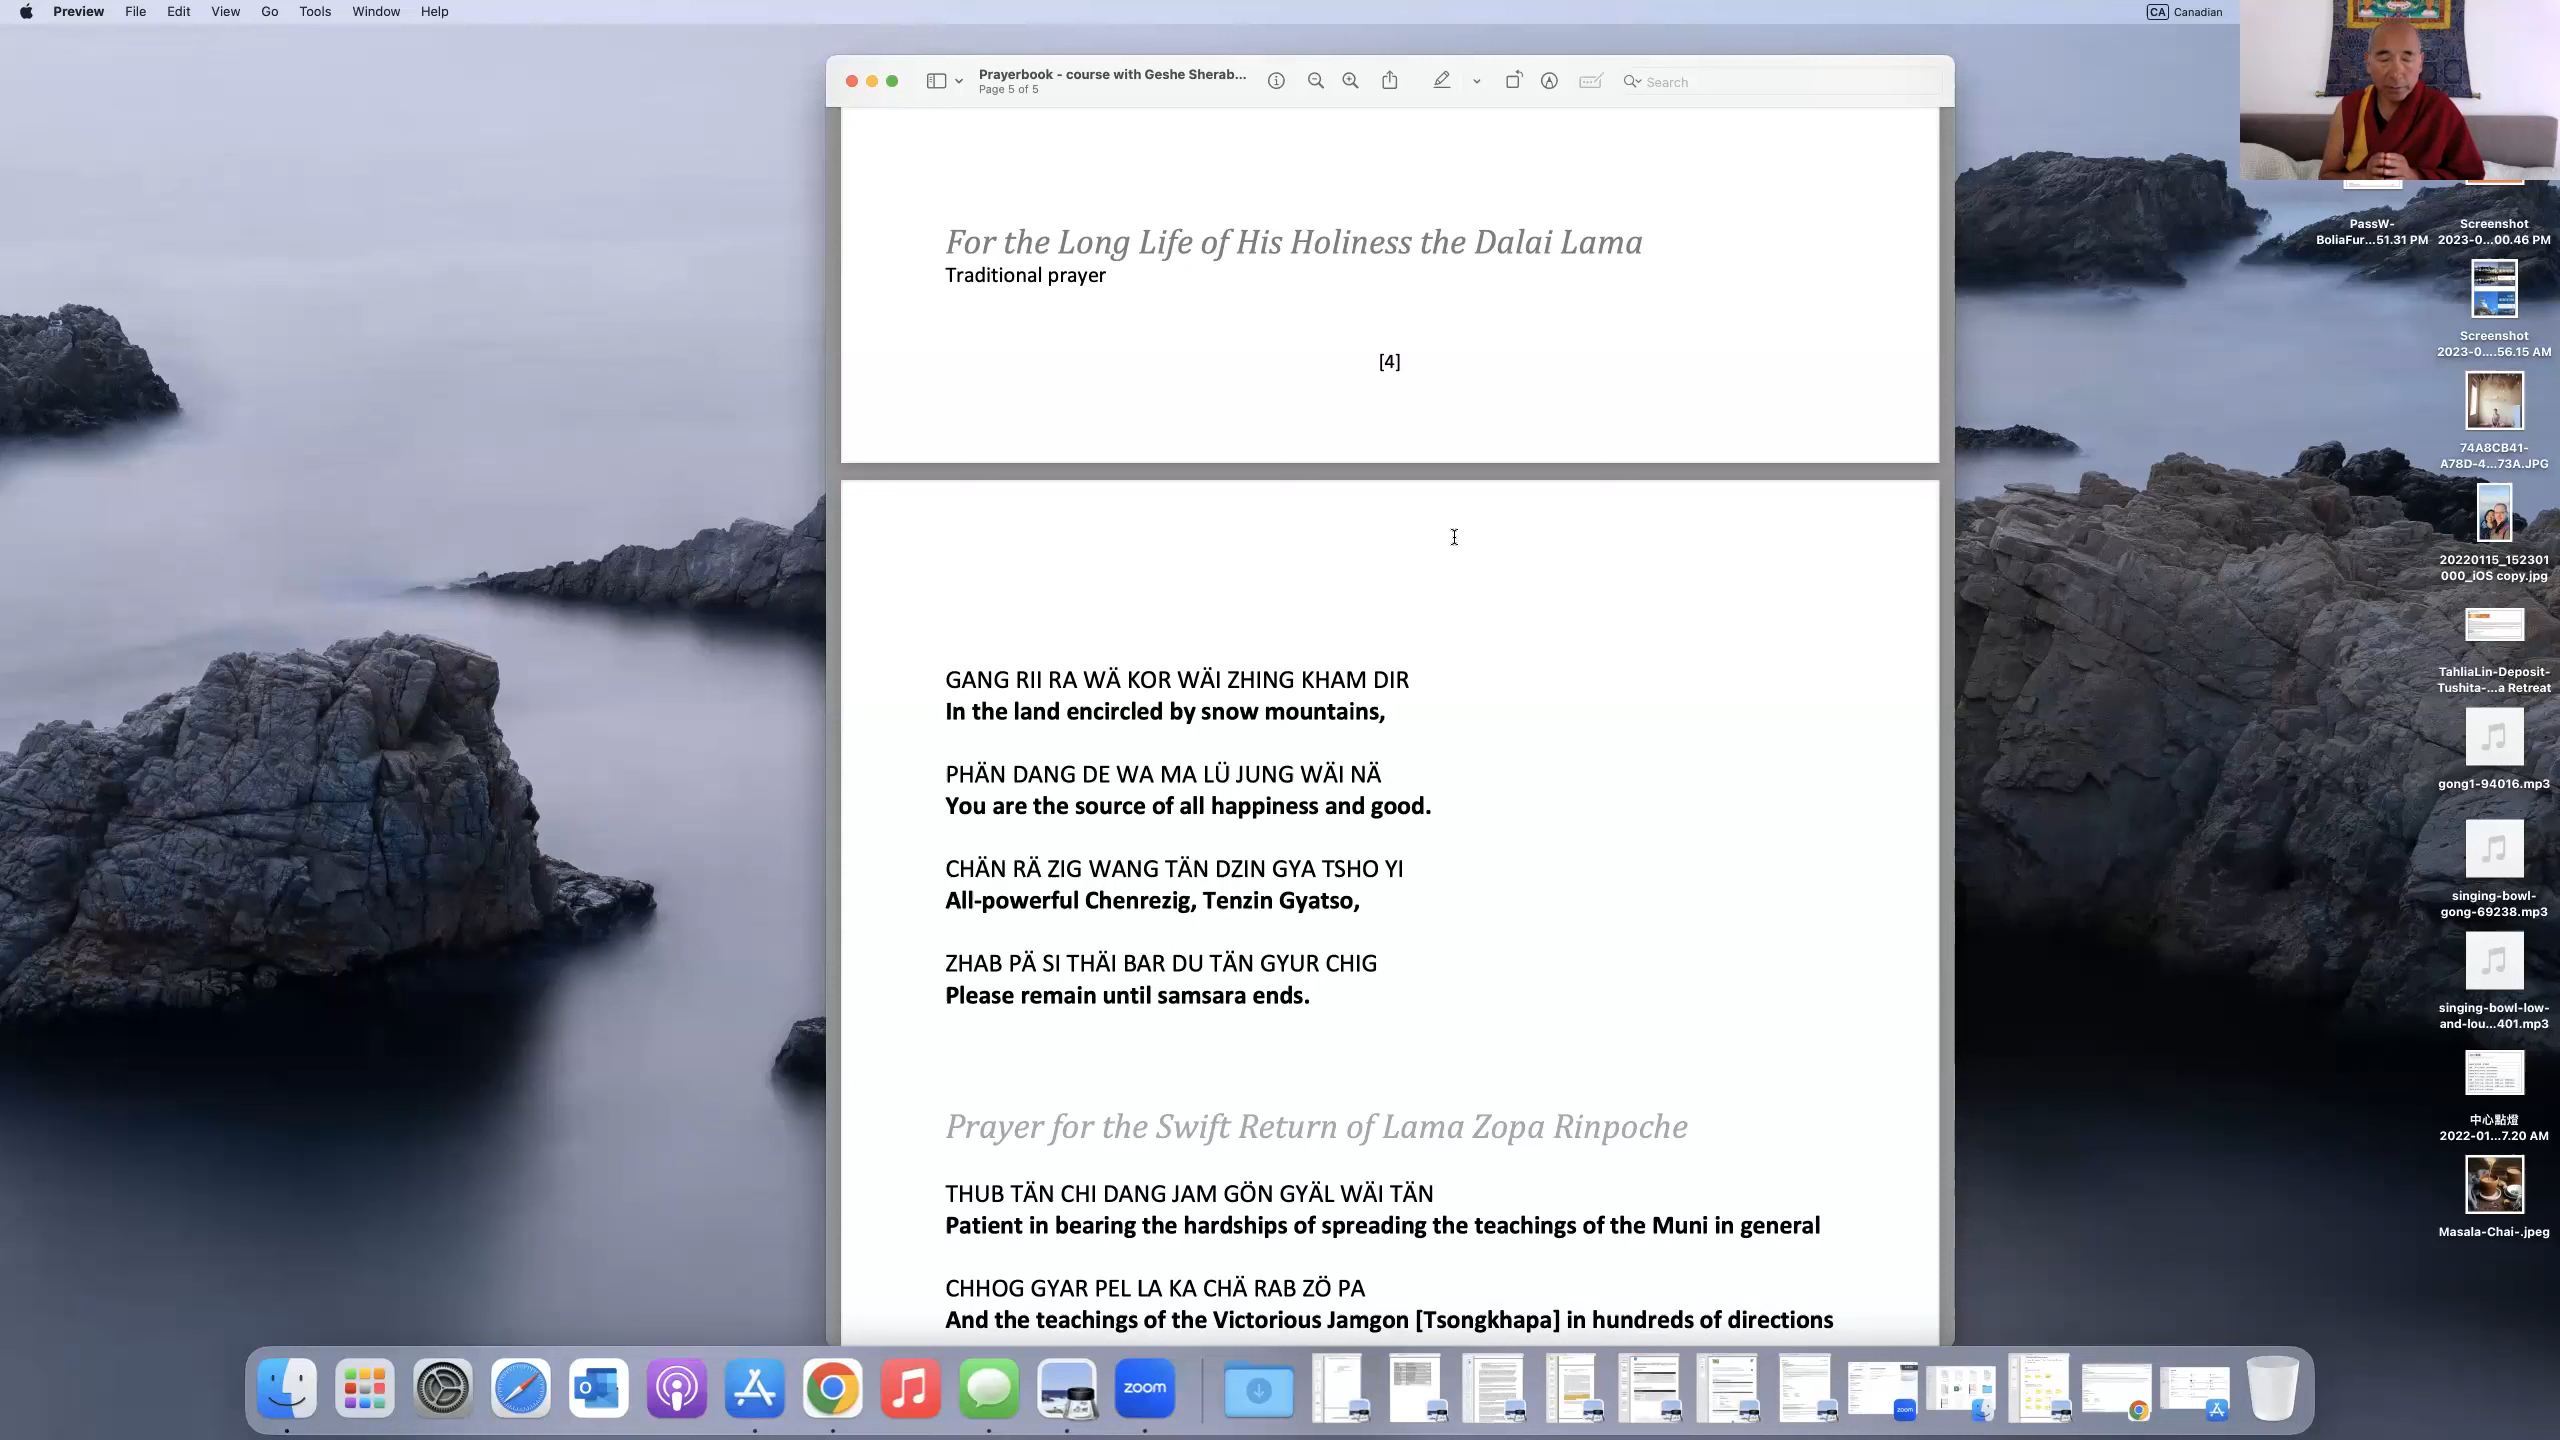 Preview File Edit View Go Tools Window Help
CA Canadian
Prayerbook - course with Geshe Sherab...
Page 5 of 5
Search
For the Long Life of His Holiness the Dalai Lama
Traditional prayer
[4]
GANG RII RA WÄ KOR WÄI ZHING KHAM DIR
In the land encircled by snow mountains,
PHÄN DANG DE WA MA LÜ JUNG WÄI NÄ
You are the source of all happiness and good.
CHÄN RÄ ZIG WANG TÄN DZIN GYA TSHO YI
All-powerful Chenrezig, Tenzin Gyatso,
ZHAB PÄ SI THÄI BAR DU TÄN GYUR CHIG
Please remain until samsara ends.
Prayer for the Swift Return of Lama Zopa Rinpoche
THUB TÄN CHI DANG JAM GÖN GYÄL WÄI TÄN
Patient in bearing the hardships of spreading the teachings of the Muni in general
CHHOG GYAR PEL LA KA CHÄ RAB ZÖ PA
And the teachings of the Victorious Jamgon [Tsongkhapa] in hundreds of directions
PassW-
BoliaFur...51.31 PM
Screenshot
2023-0...00.46 PM
Screenshot
2023-0....56.15 AM
74A8CB41-
A78D-4...73A.JPG
20220115_152301
000_iOS copy.jpg
TahliaLin-Deposit-
Tushita-...a Retreat
gong1-94016.mp3
singing-bowl-
gong-69238.mp3
singing-bowl-low-
and-lou...401.mp3
中心點燈
2022-01...7.20 AM
Masala-Chai-.jpeg
zoom